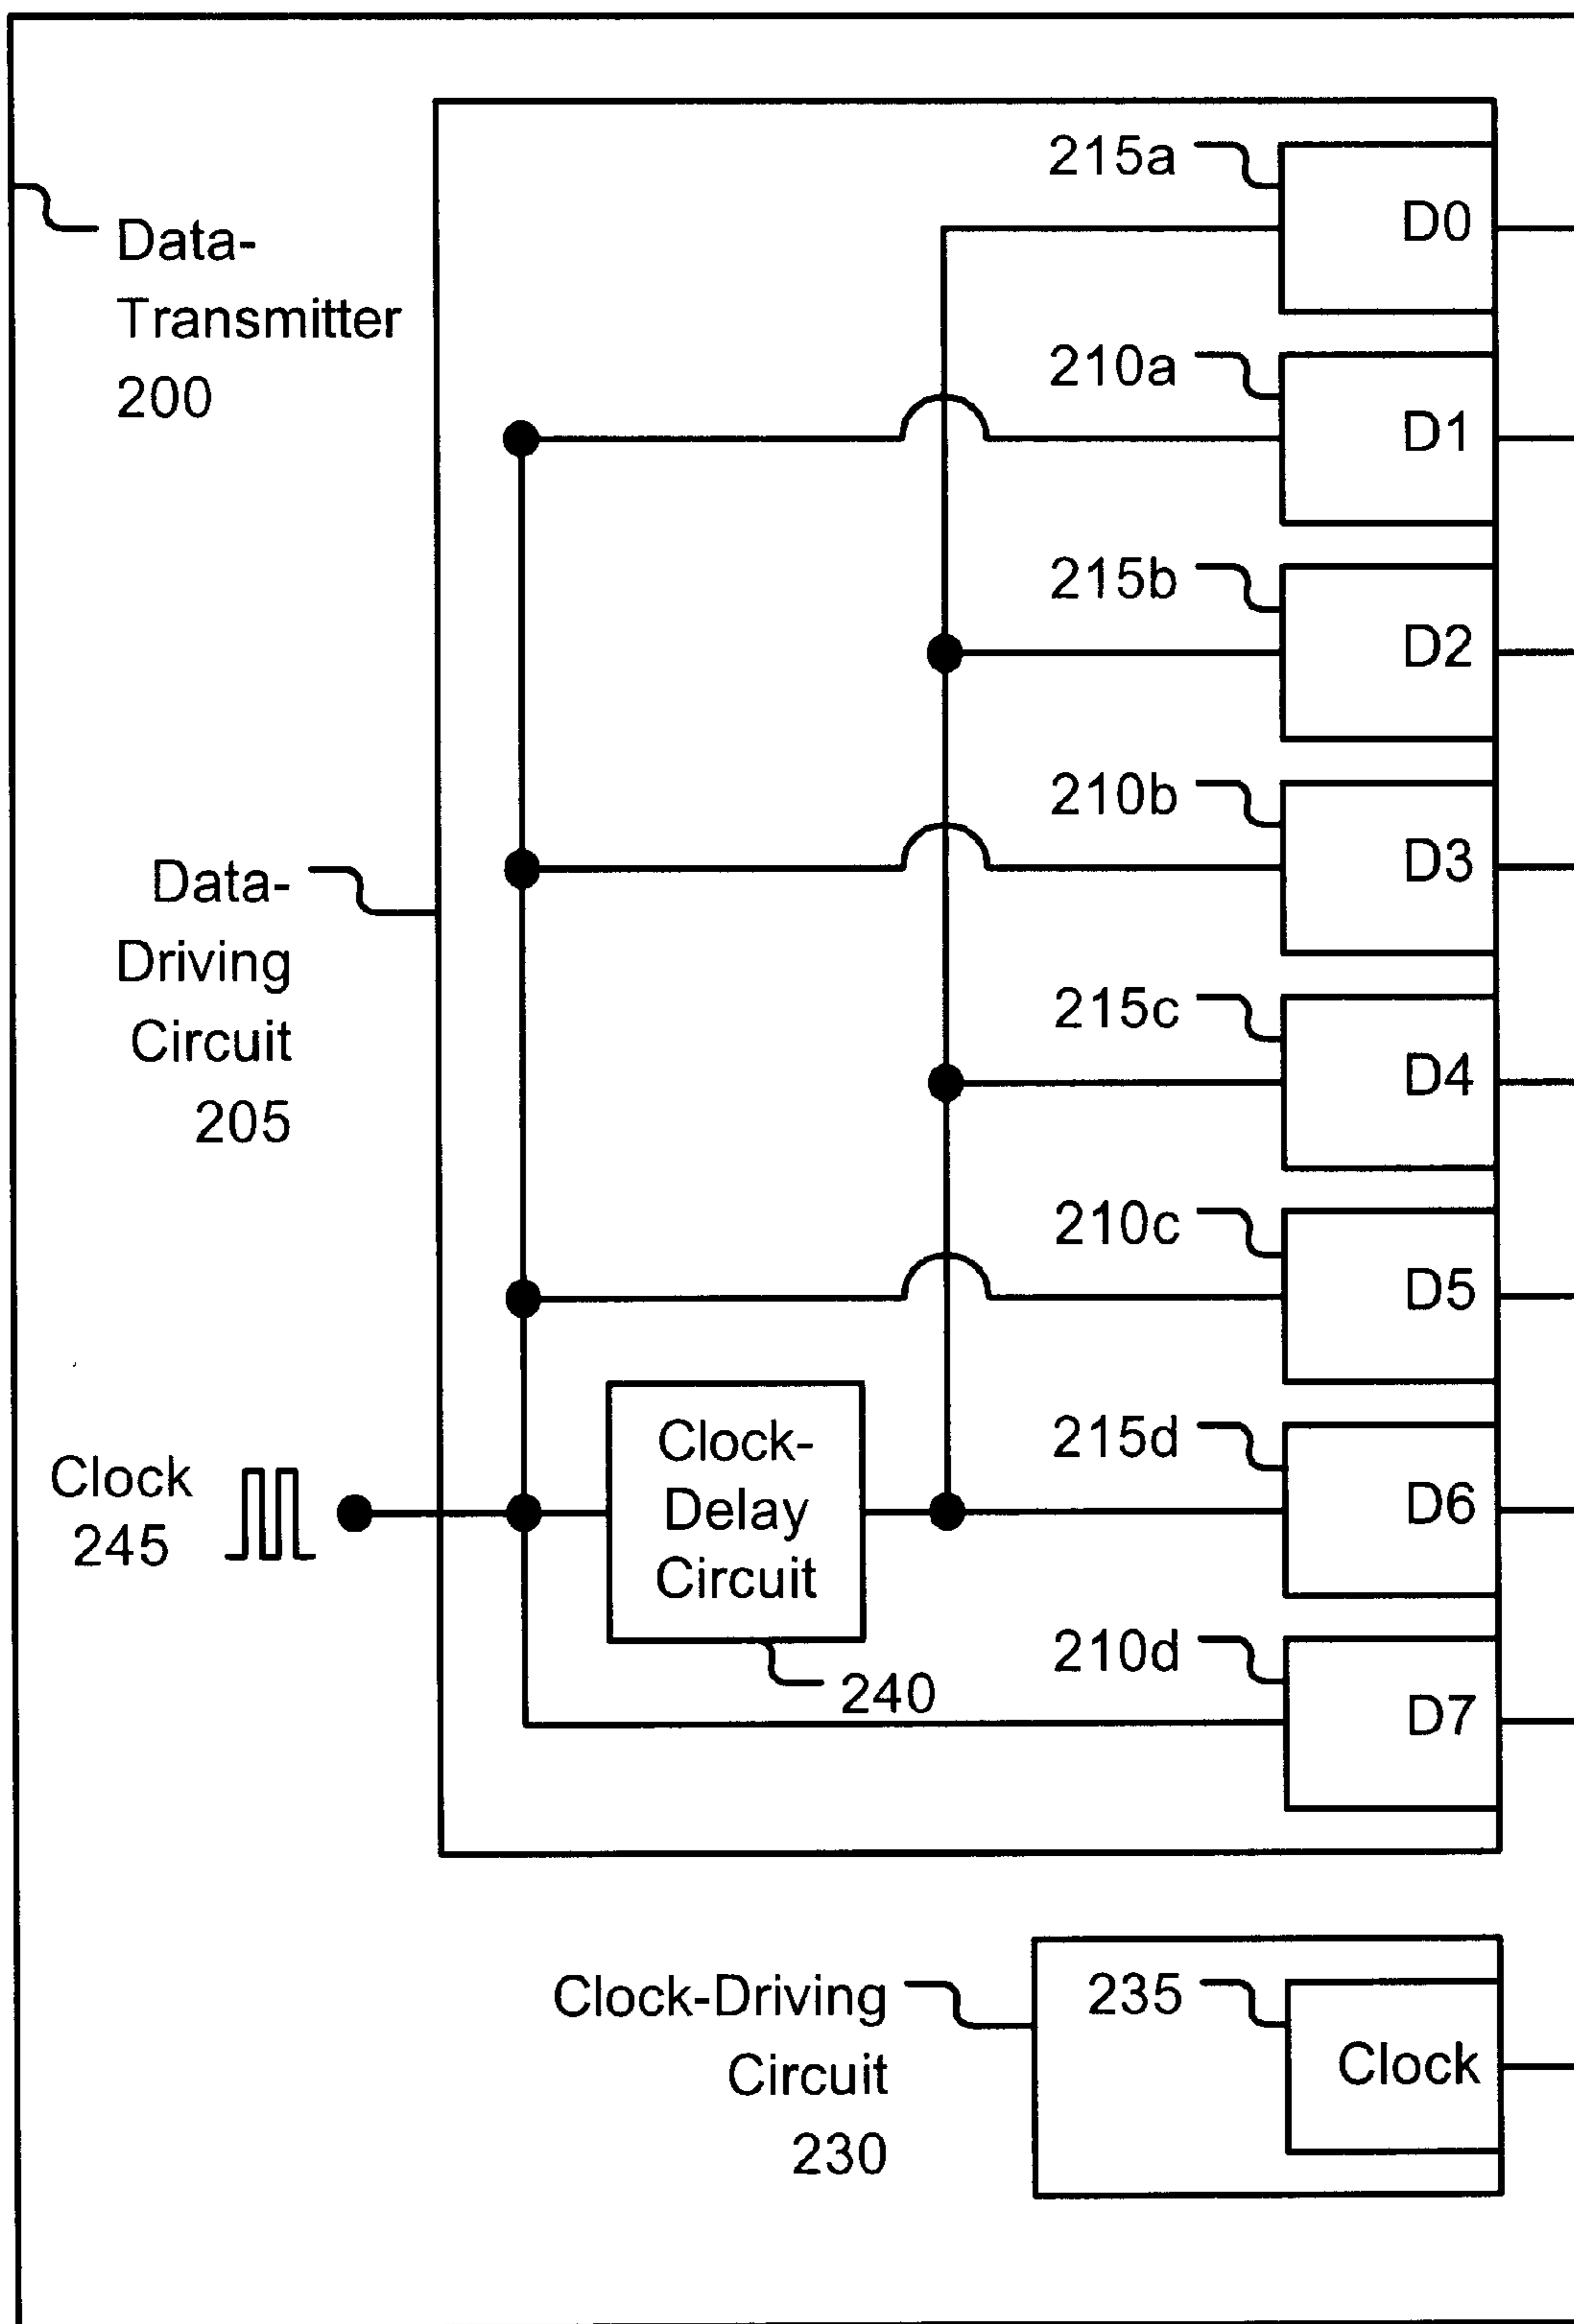 215a
D0
Data-
Transmitter
200
210a
D1
215b
D2
210b
D3
Data-
Driving
Circuit
205
215c
D4
210c
D5
Clock
245
Clock-
Delay
Circuit
240
215d
D6
210d
D7
Clock-Driving
Circuit
230
235
Clock